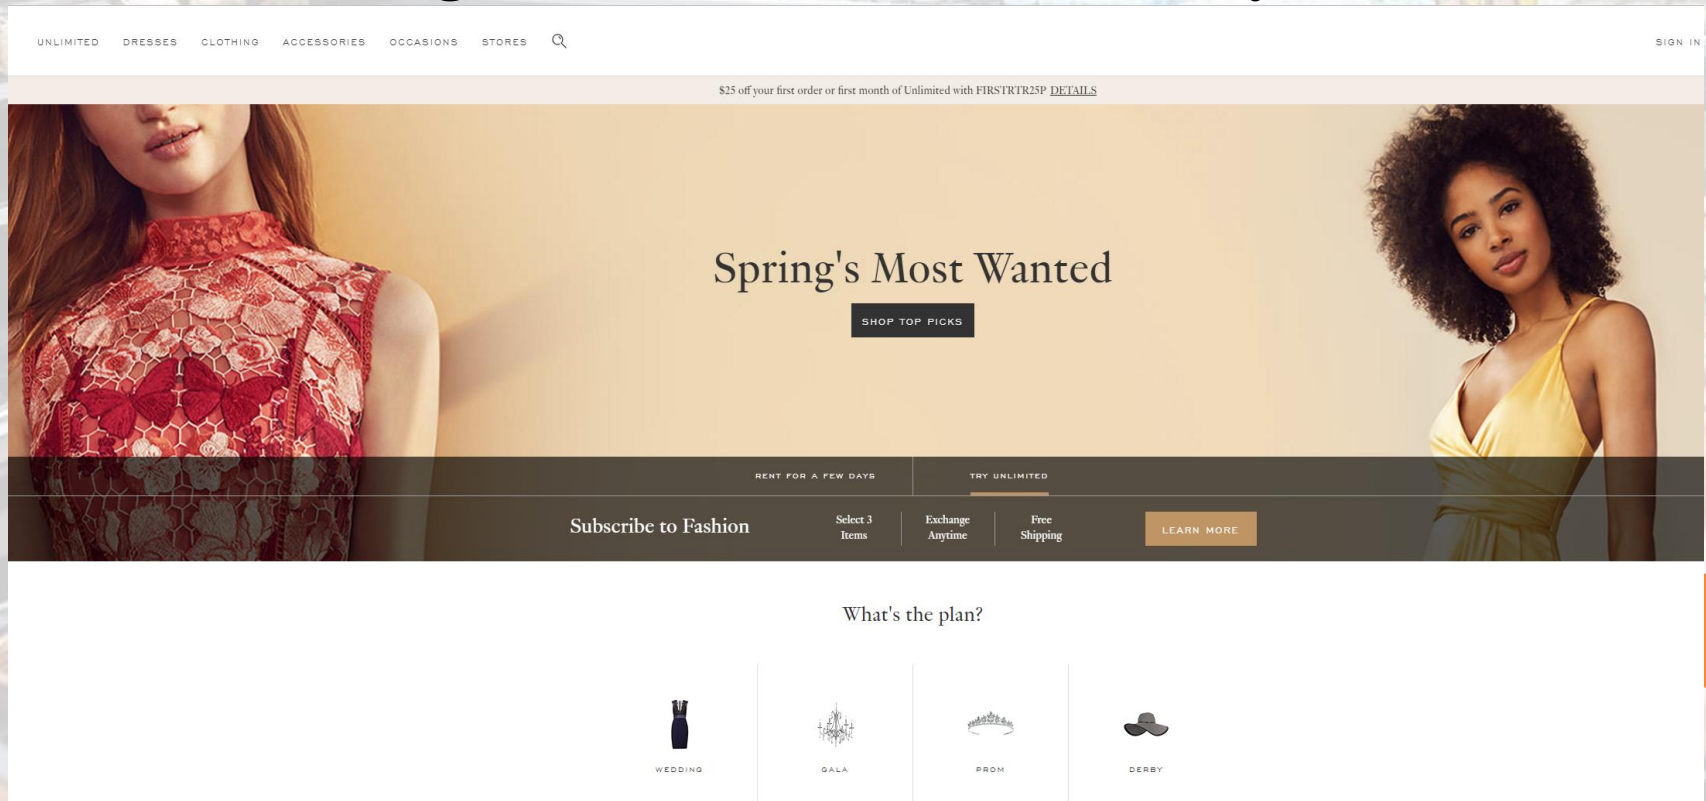 UNLIMITED DRESSES CLOTHING ACCESSORIES OCCASIONS STORES SIGN IN
$25 off your first order or first month of Unlimited with FIRSTRTR25P DETAILS
Spring's Most Wanted
SHOP TOP PICKS
RENT FOR A FEW DAYS TRY UNLIMITED
Subscribe to Fashion
Select 3
Items
Exchange
Anytime
Free
Shipping
LEARN MORE
What's the plan?
WEDDING GALA PROM DERBY